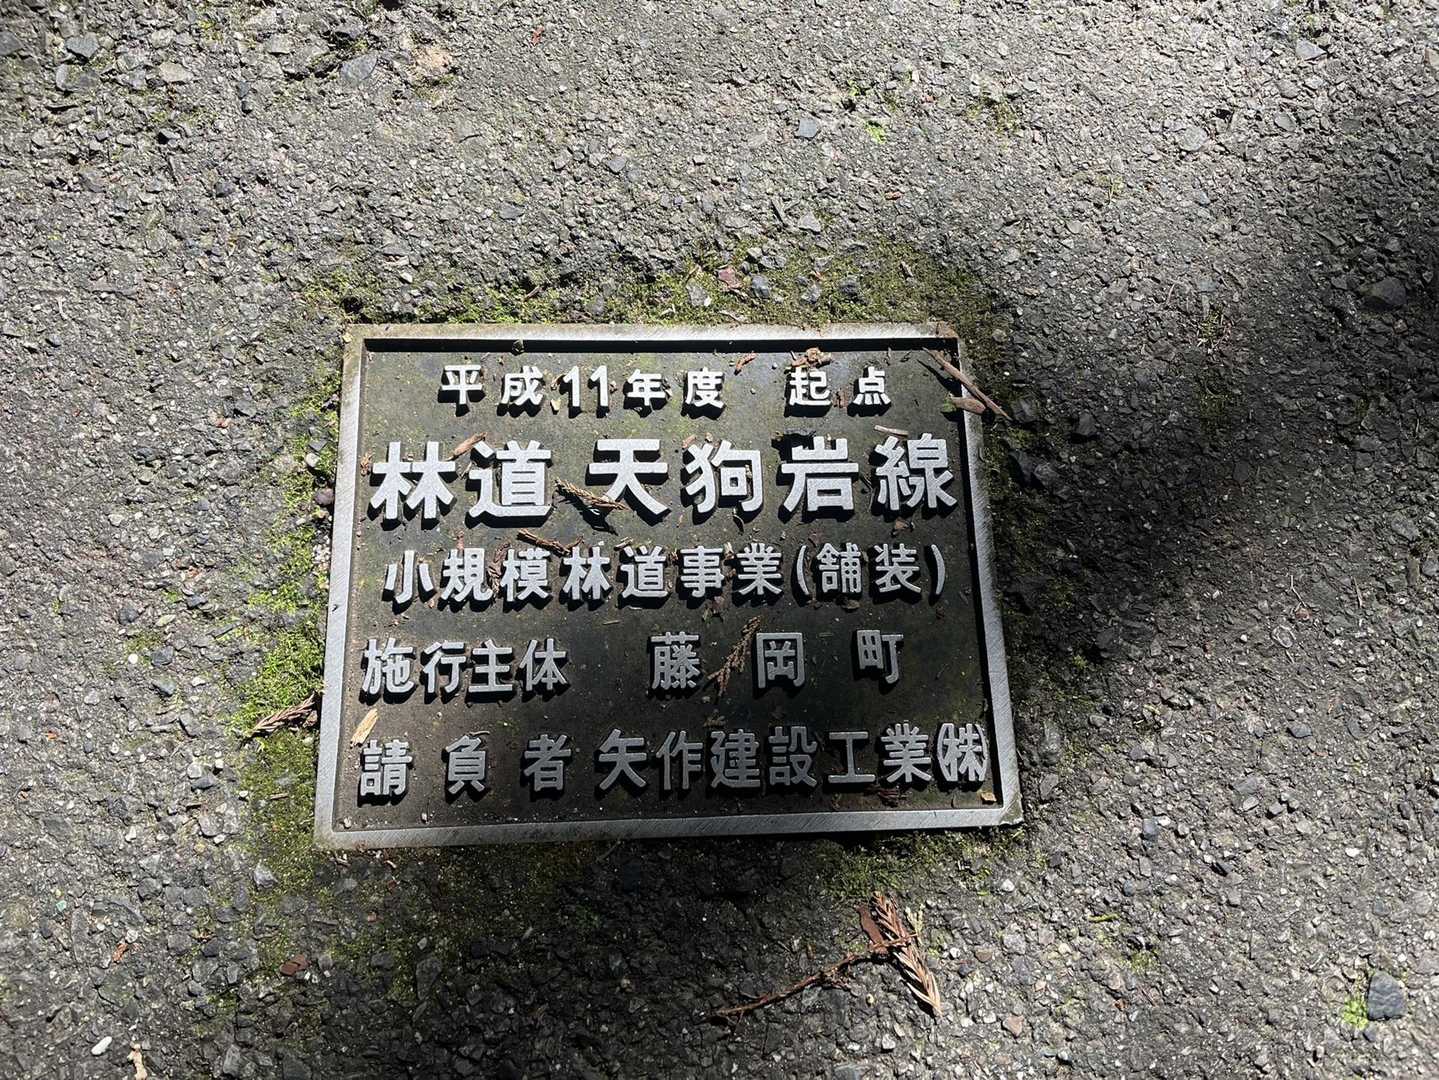 平成11年度 起点
林道 天狗岩線
小規模林道事業(舗装)
施行主体 藤岡町
請負者 矢作建設工業㈱